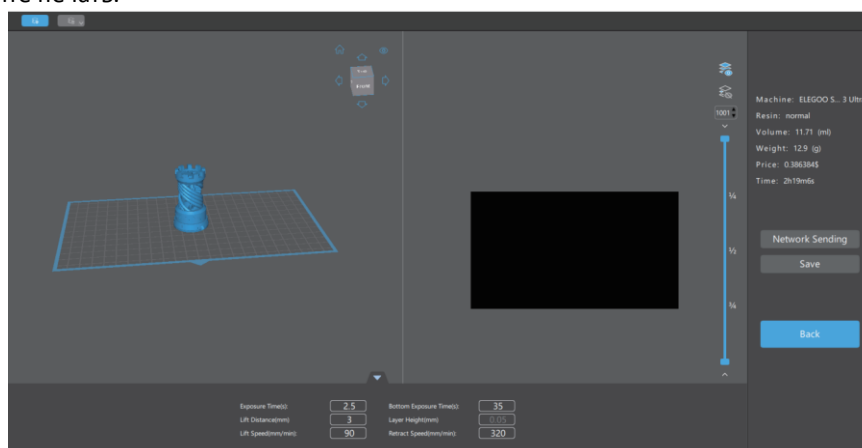 1001
Machine: ELEGOO S... 3 Ultr
Resin: normal
Volume: 11.71 (ml)
Weight: 12.9 (g)
Price: 0.386384$
Time: 2h19m6s
¼
½
¾
Network Sending
Save
Back
Exposure Time(s): 2.5 Bottom Exposure Time(s): 35
Lift Distance(mm): 3 Layer Height(mm): 0.05
Lift Speed(mm/min): 90 Retract Speed(mm/min): 320